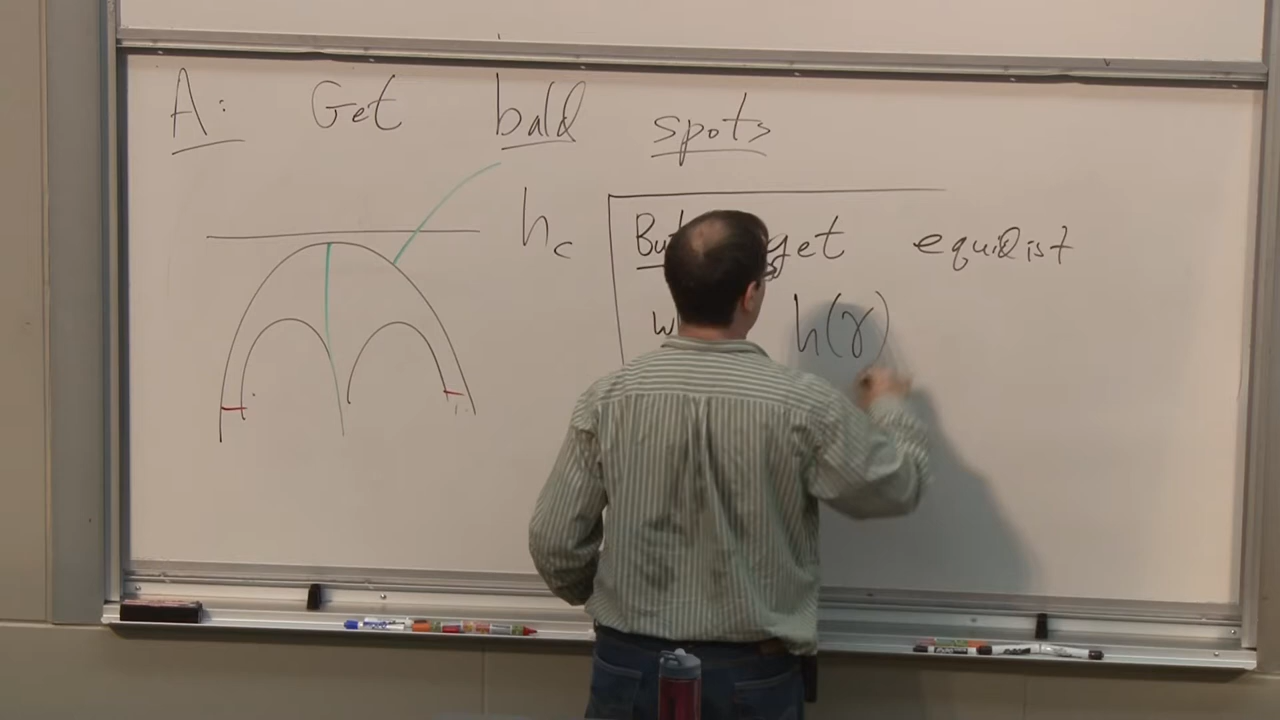 A: Get bald spots
h_c
get equidist
h(γ)